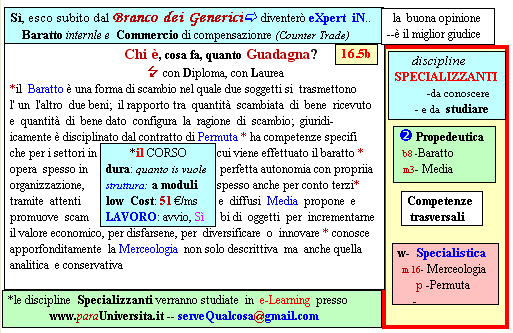 Sì, esco subito dal Branco dei Generici diventerò eXpert iN..
Baratto internle e Commercio di compensazionre (Counter Trade)
la buona opinione
--è il miglior giudice
Chi è, cosa fa, quanto Guadagna? 16.5b
con Diploma, con Laurea
*il Baratto è una forma di scambio nel quale due soggetti si trasmettono
l' un l'altro due beni; il rapporto tra quantità scambiata di bene ricevuto
e quantità di bene dato configura la ragione di scambio; giuridi-
icamente è disciplinato dal contratto di Permuta * ha competenze specifi
che per i settori in cui viene effettuato il baratto *
opera spesso in perfetta autonomia con propria
organizzazione, spesso anche per conto terzi*
tramite attenti e diffusi Media propone e
promuove scam bi di oggetti per incrementarne
il valore economico, per disfarsene, per diversificare o innovare * conosce
apporfonditamente la Merceologia non solo descrittiva ma anche quella
analitica e conservativa
*il CORSO
dura: quanto is vuole
struttura: a moduli
low Cost: 51 €/ms
LAVORO: avvio, Sì
discipline
SPECIALIZZANTI
-da conoscere
- e da studiare
2 Propedeutica
b8 -Baratto
m3- Media
Competenze
trasversali
w- Specialistica
m16- Merceologia
p -Permuta
-
*le discipline Specializzanti verranno studiate in e-Learning presso
www.paraUniversita.it -- serveQualcosa@gmail.com